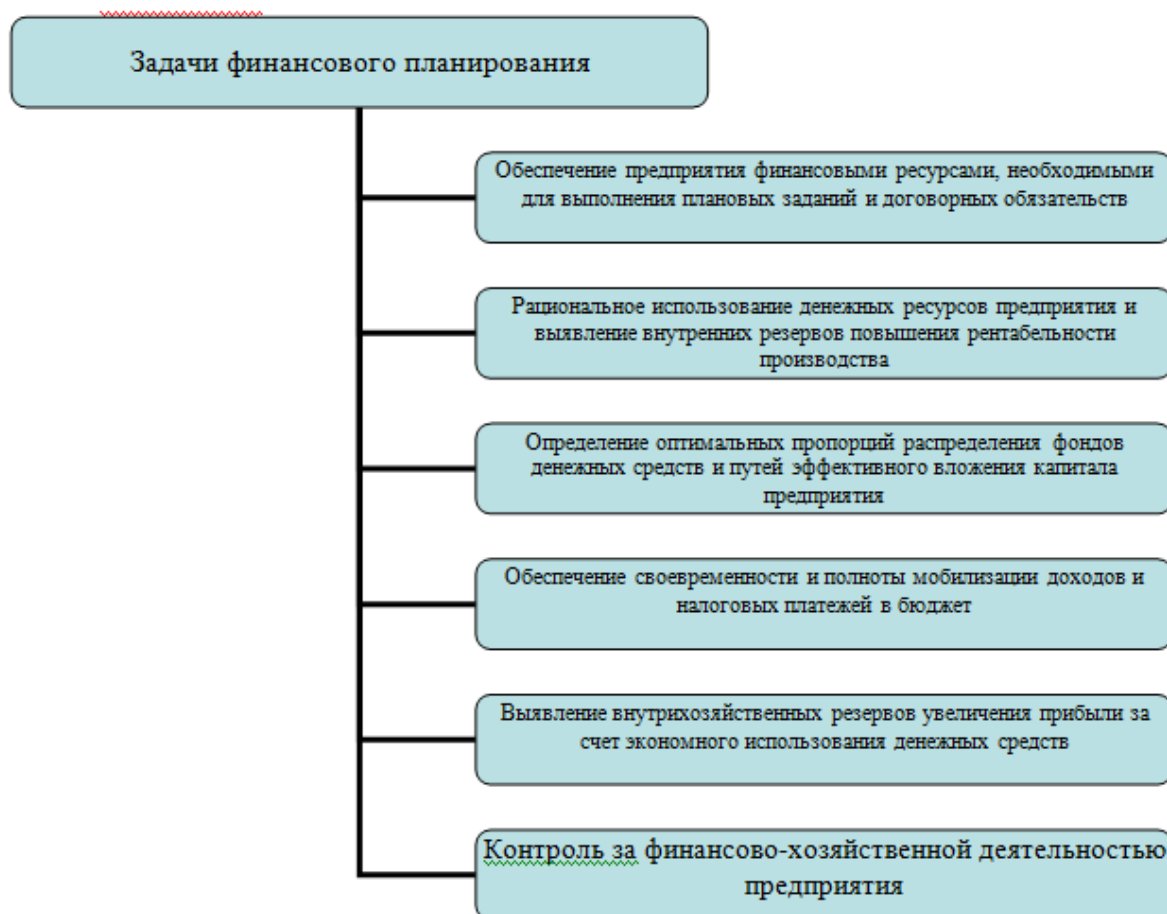 Задачи финансового планирования
Обеспечение предприятия финансовыми ресурсами, необходимыми
для выполнения плановых заданий и договорных обязательств
Рациональное использование денежных ресурсов предприятия и
выявление внутренних резервов повышения рентабельности
производства
Определение оптимальных пропорций распределения фондов
денежных средств и путей эффективного вложения капитала
предприятия
Обеспечение своевременности и полноты мобилизации доходов и
налоговых платежей в бюджет
Выявление внутрихозяйственных резервов увеличения прибыли за
счет экономного использования денежных средств
Контроль за финансово-хозяйственной деятельностью
предприятия